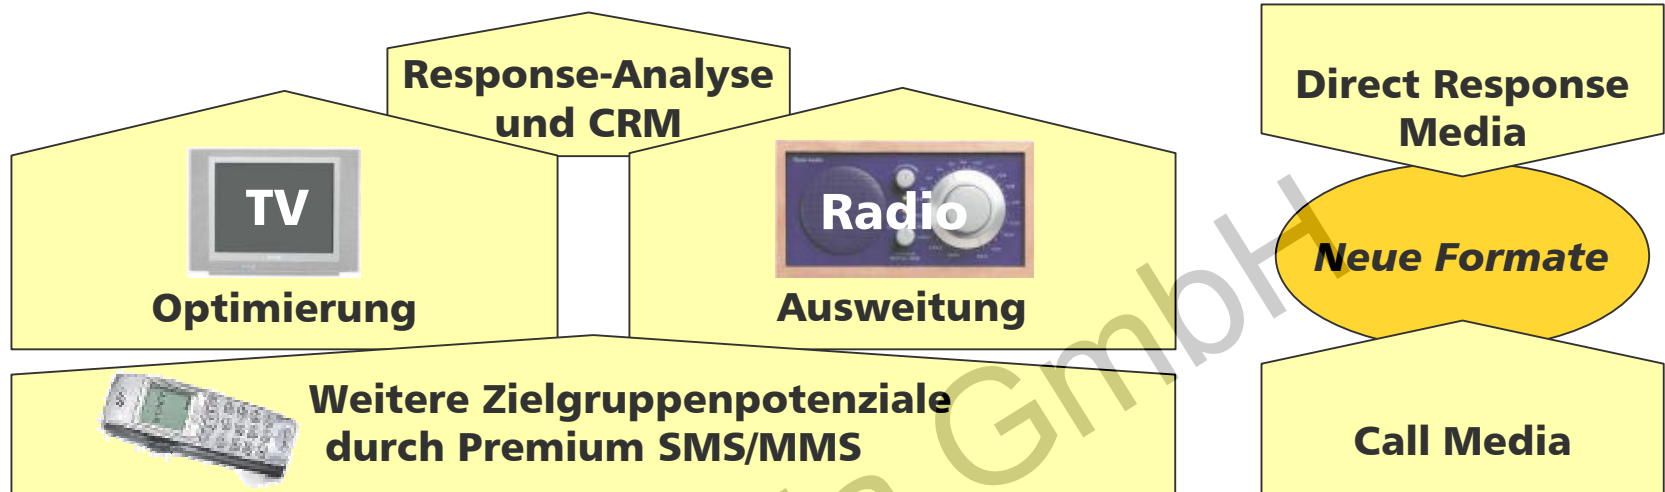 Response-Analyse
und CRM
TV
Optimierung
Radio
Ausweitung
Weitere Zielgruppenpotenziale
durch Premium SMS/MMS
Direct Response
Media
Neue Formate
Call Media
GmbH